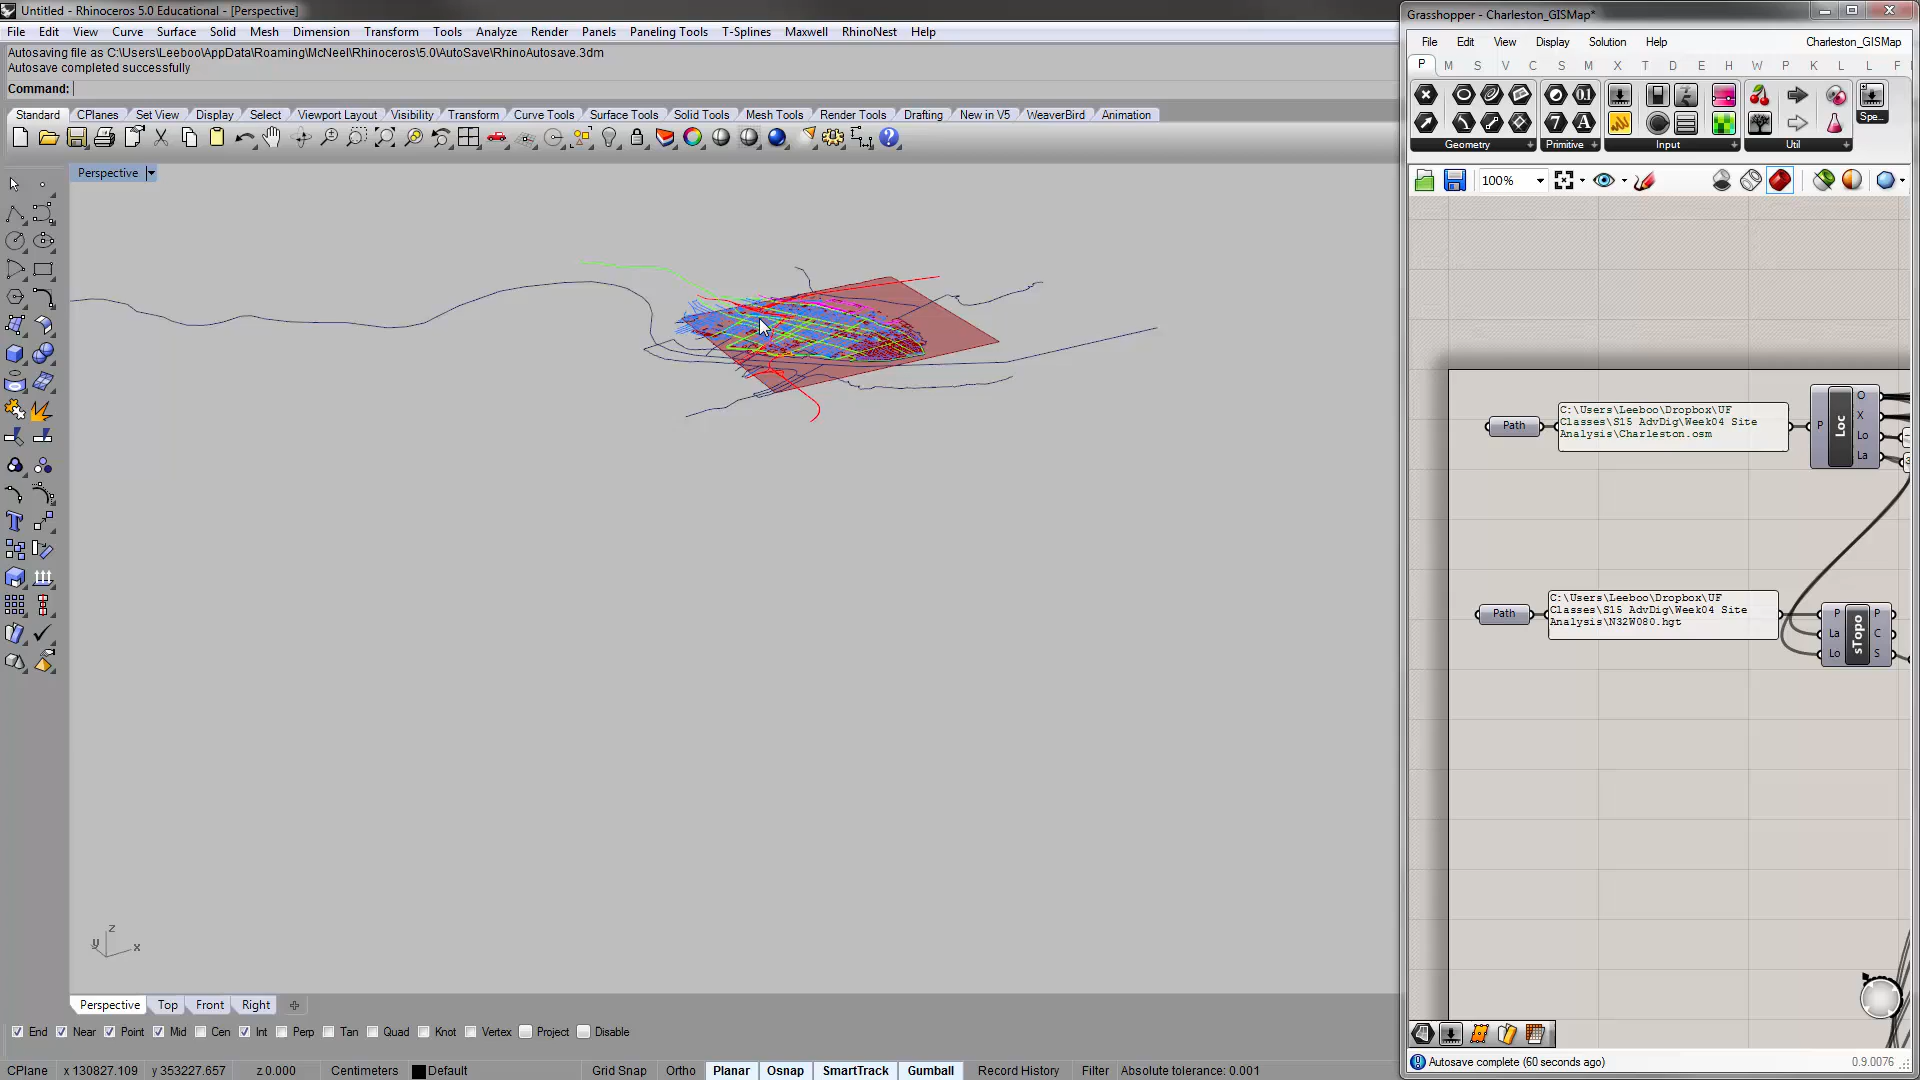 Untitled - Rhinoceros 5.0 Educational - [Perspective]
File Edit View Curve Surface Solid Mesh Dimension Transform Tools Analyze Render Panels Paneling Tools T-Splines Maxwell RhinoNest Help
Autosaving file as C:\Users\Leeboo\AppData\Roaming\McNeel\Rhinoceros\5.0\AutoSave\RhinoAutosave.3dm
Autosave completed successfully
Command:
Standard CPlanes Set View Display Select Viewport Layout Visibility Transform Curve Tools Surface Tools Solid Tools Mesh Tools Render Tools Drafting New in V5 WeaverBird Animation
Perspective
z
y x
Perspective Top Front Right
End Near Point Mid Cen Int Perp Tan Quad Knot Vertex Project Disable
CPlane x 130827.109 y 353227.657 z 0.000 Centimeters Default Grid Snap Ortho Planar Osnap SmartTrack Gumball Record History Filter Absolute tolerance: 0.001
Grasshopper - Charleston_GISMap*
File Edit View Display Solution Help Charleston_GISMap
P M S V C S M X T D E H W P K L L F
Spe...
Geometry Primitive Input Util
100%
Path
C:\Users\Leeboo\Dropbox\UF
Classes\S15 AdvDig\Week04 Site
Analysis\Charleston.osm
P Loc O X Lo La
Path
C:\Users\Leeboo\Dropbox\UF
Classes\S15 AdvDig\Week04 Site
Analysis\N32W080.hgt
P La Lo sTopo P C S
Autosave complete (60 seconds ago) 0.9.0076